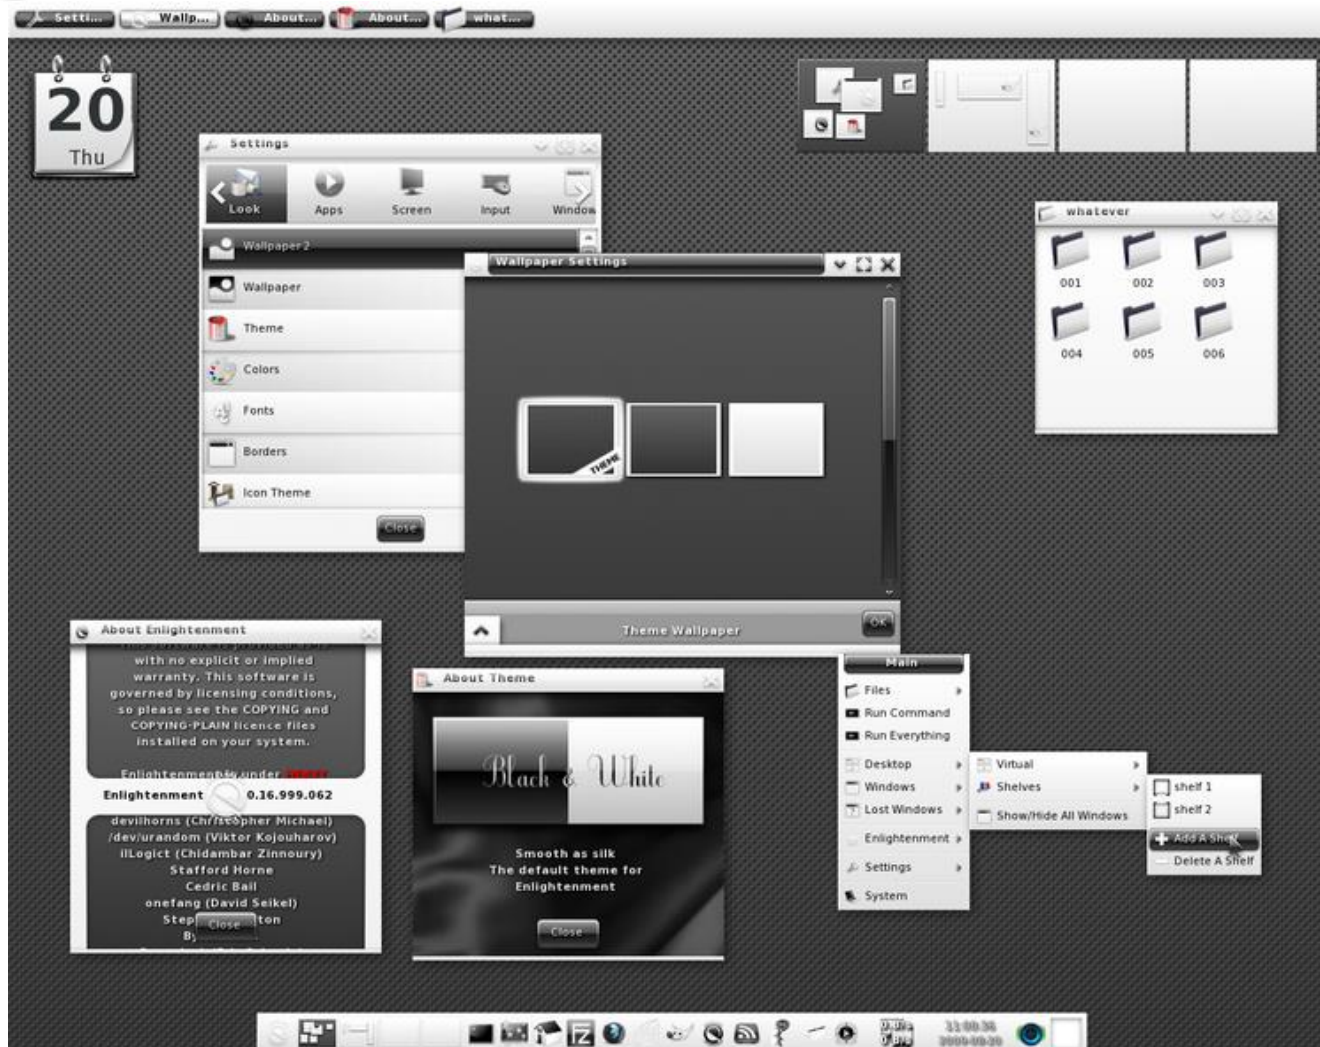 Setti...
Wallp...
About...
About...
what...
20
Thu
Settings
Look
Apps
Screen
Input
Window
Wallpaper 2
Wallpaper
Theme
Colors
Fonts
Borders
Icon Theme
Close
Wallpaper Settings
THEME
Theme Wallpaper
OK
whatever
001
002
003
004
005
006
About Enlightenment
with no explicit or implied
warranty. This software is
governed by licensing conditions,
so please see the COPYING and
COPYING-PLAIN licence files
installed on your system.
Enlightenment is under
Enlightenment 0.16.999.062
devilhorns (Christopher Michael)
/dev/urandom (Viktor Kojouharov)
ilLogict (Chidambar Zinnoury)
Stafford Horne
Cedric Bail
onefang (David Seikel)
Close
About Theme
Black & White
Smooth as silk
The default theme for
Enlightenment
Close
Main
Files
Run Command
Run Everything
Desktop
Windows
Lost Windows
Enlightenment
Settings
System
Virtual
Shelves
Show/Hide All Windows
shelf 1
shelf 2
Add A Shelf
Delete A Shelf
FZ